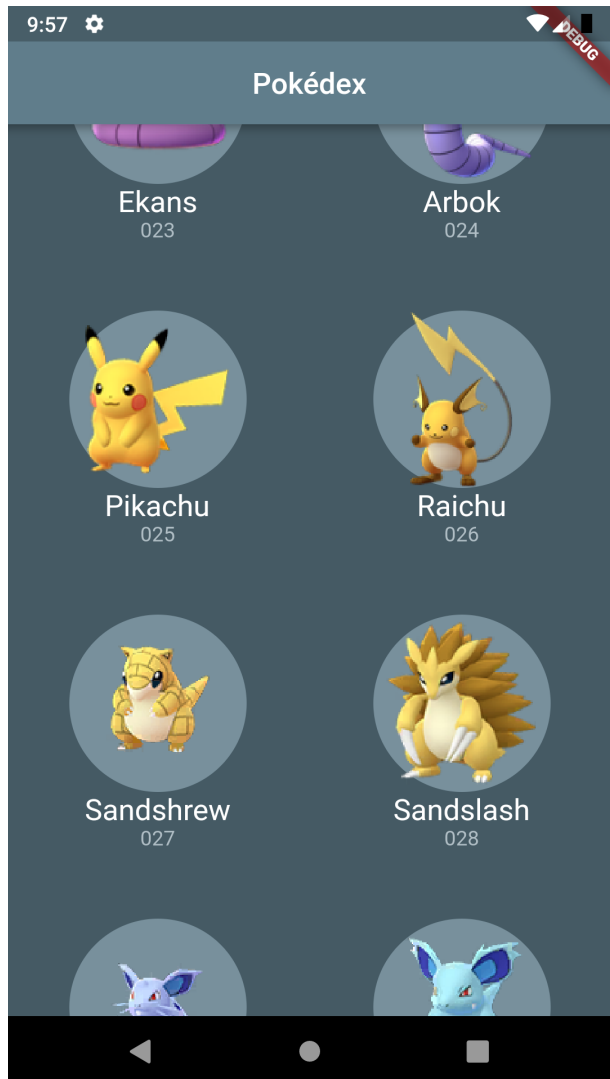 9:57
DEBUG
Pokédex
Ekans
Arbok
023
024
Pikachu
Raichu
025
026
Sandshrew
Sandslash
027
028